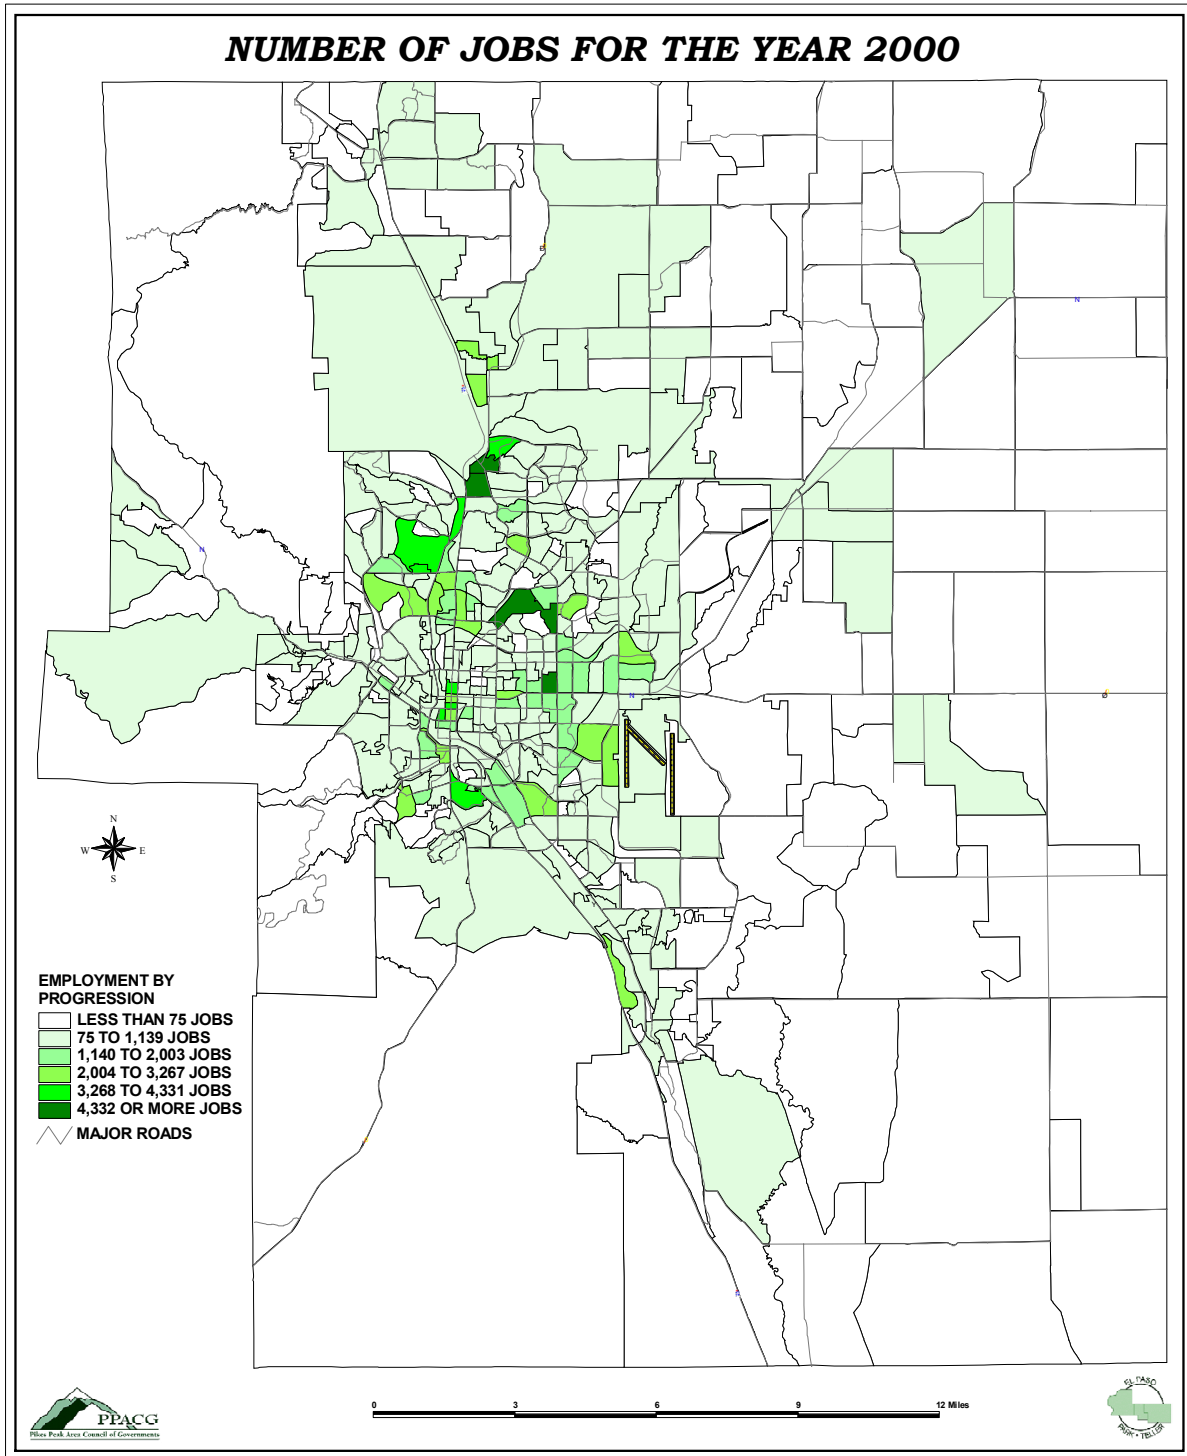 NUMBER OF JOBS FOR THE YEAR 2000
N
W E
S
EMPLOYMENT BY
PROGRESSION
LESS THAN 75 JOBS
75 TO 1,139 JOBS
1,140 TO 2,003 JOBS
2,004 TO 3,267 JOBS
3,268 TO 4,331 JOBS
4,332 OR MORE JOBS
MAJOR ROADS
PPACG
Pikes Peak Area Council of Governments
0 3 6 9 12 Miles
EL PASO
PARK • TELLER